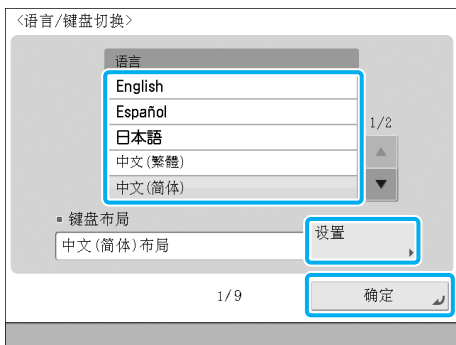 <语言/键盘切换>
语言
English
Español
日本語
中文(繁體)
中文(简体)
1/2
▪ 键盘布局
中文(简体)布局
设置
1/9
确定